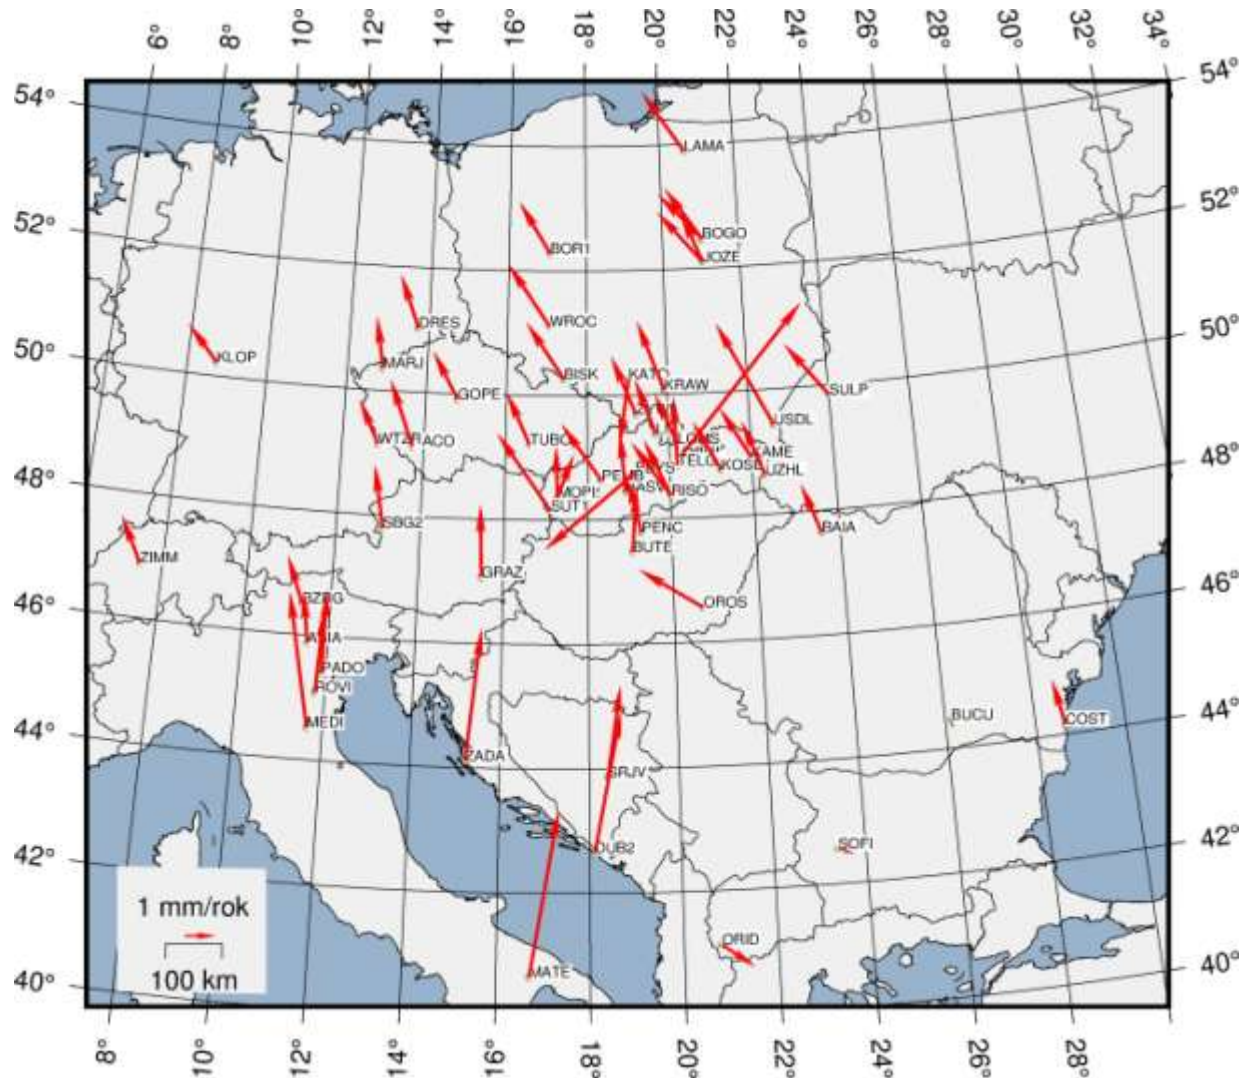 6° 8° 10° 12° 14° 16° 18° 20° 22° 24° 26° 28° 30° 32° 34°
54° 54°
LAMA
52° 52°
BOGO
BOR1
JOZE
50° 50°
DRES
WROC
KLOP
MARJ
BISK
KATO
KRAW
GOPE
SULP
USDL
48° 48°
WTZR
TUBO
KAME
KOSE
UZHL
PEMB
RISO
SUT1
SBG2
PENC
BAIA
BUTE
ZIMM
GRAZ
46° 46°
BZRG
OROS
PADO
ROVI
MEDI
44° 44°
BUCU
COST
ZADA
SRJV
42° 42°
DUB2
SOFI
1 mm/rok
ORID
MATE
100 km
40° 40°
8° 10° 12° 14° 16° 18° 20° 22° 24° 26° 28°